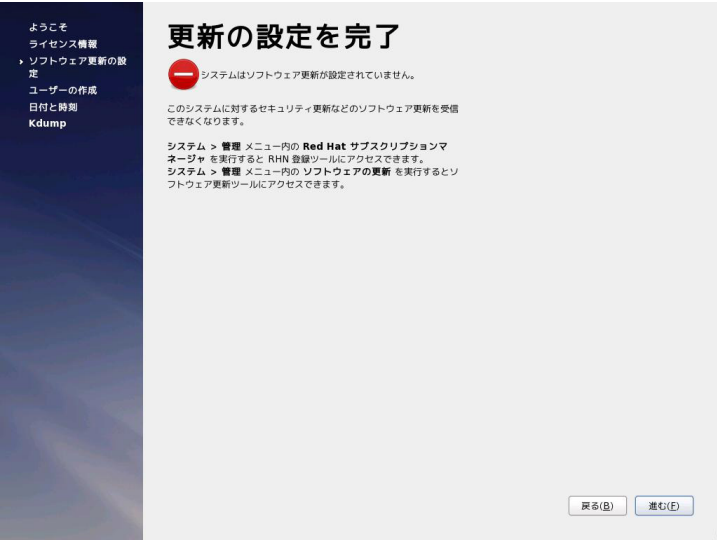 ようこそ
ライセンス情報
ソフトウェア更新の設
定
ユーザーの作成
日付と時刻
Kdump
更新の設定を完了
システムはソフトウェア更新が設定されていません。
このシステムに対するセキュリティ更新などのソフトウェア更新を受信
できなくなります。
システム > 管理 メニュー内の Red Hat サブスクリプションマ
ネージャ を実行すると RHN 登録ツールにアクセスできます。
システム > 管理 メニュー内の ソフトウェアの更新 を実行するとソ
フトウェア更新ツールにアクセスできます。
戻る(B)
進む(F)